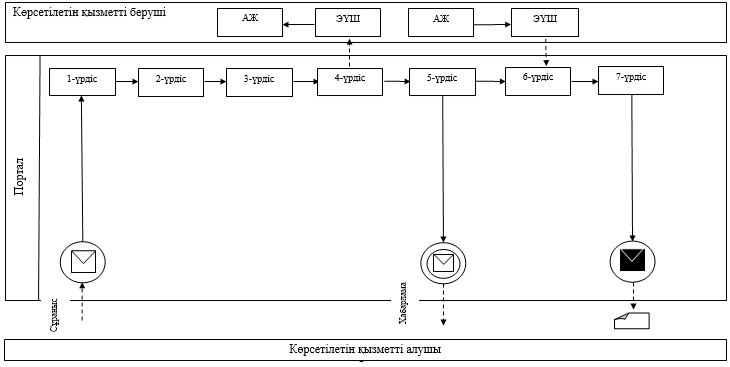 Көрсетілетін қызметті беруші
АЖ
ЭҮШ
АЖ
ЭҮШ
Портал
1-үрдіс
2-үрдіс
3-үрдіс
4-үрдіс
5-үрдіс
6-үрдіс
7-үрдіс
Сұраныс
Хабарлама
Көрсетілетін қызметті алушы